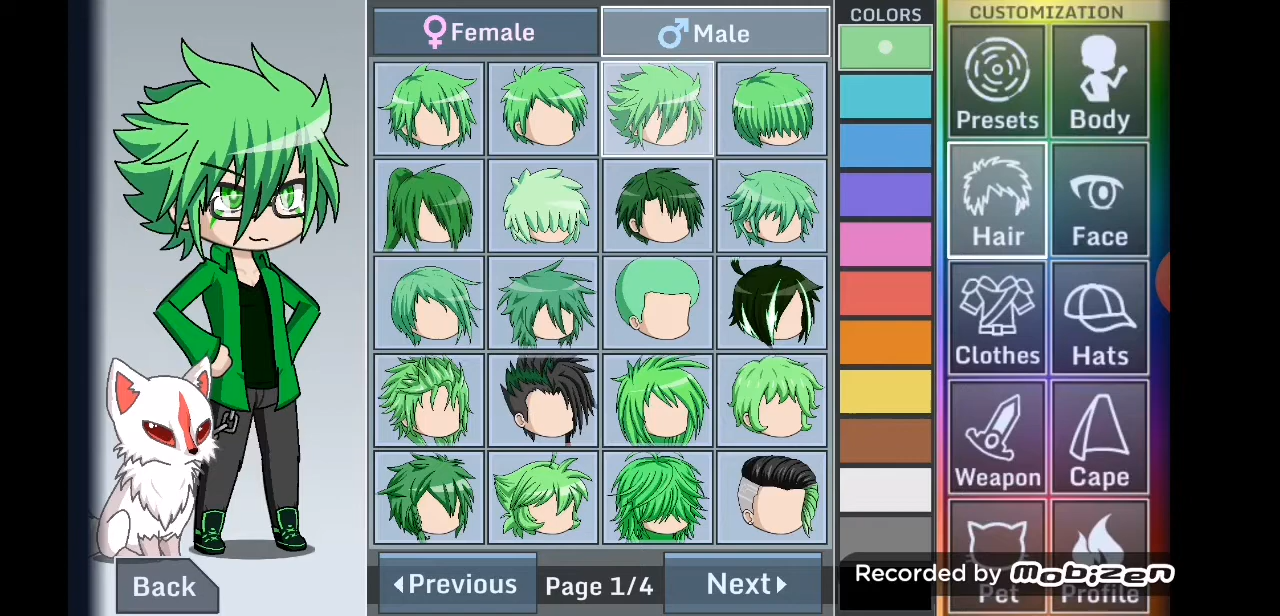 ♀Female
♂Male
COLORS
CUSTOMIZATION
Presets
Body
Hair
Face
Clothes
Hats
Weapon
Cape
Pet
Profile
Previous
Page 1/4
Next
Back
Recorded by Mobizen